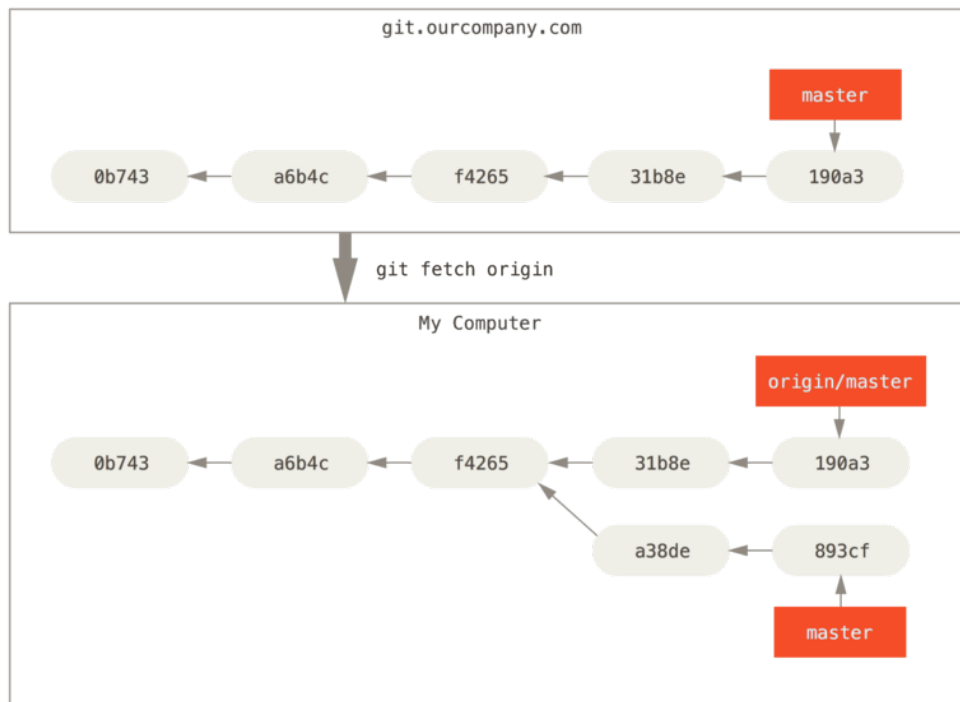 git.ourcompany.com
master
0b743 a6b4c f4265 31b8e 190a3
git fetch origin
My Computer
origin/master
0b743 a6b4c f4265 31b8e 190a3
a38de 893cf
master